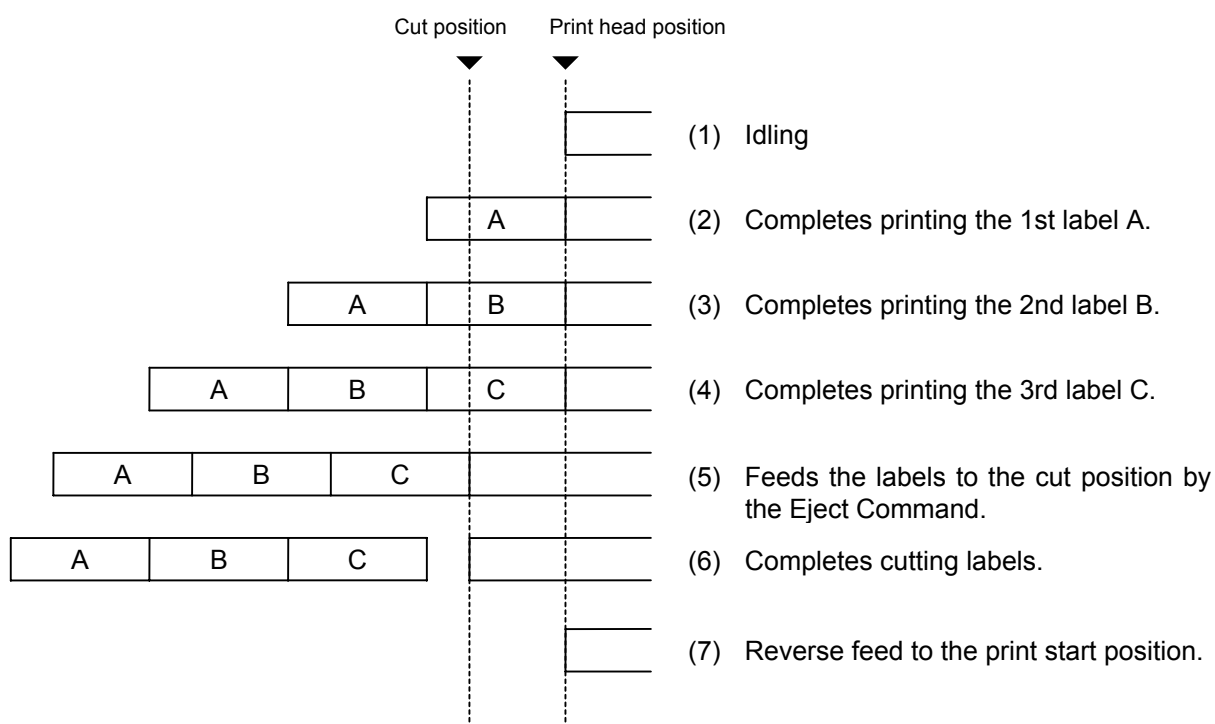 Cut position Print head position
(1) Idling
A
(2) Completes printing the 1st label A.
A B
(3) Completes printing the 2nd label B.
A B C
(4) Completes printing the 3rd label C.
A B C
(5) Feeds the labels to the cut position by
the Eject Command.
A B C
(6) Completes cutting labels.
(7) Reverse feed to the print start position.